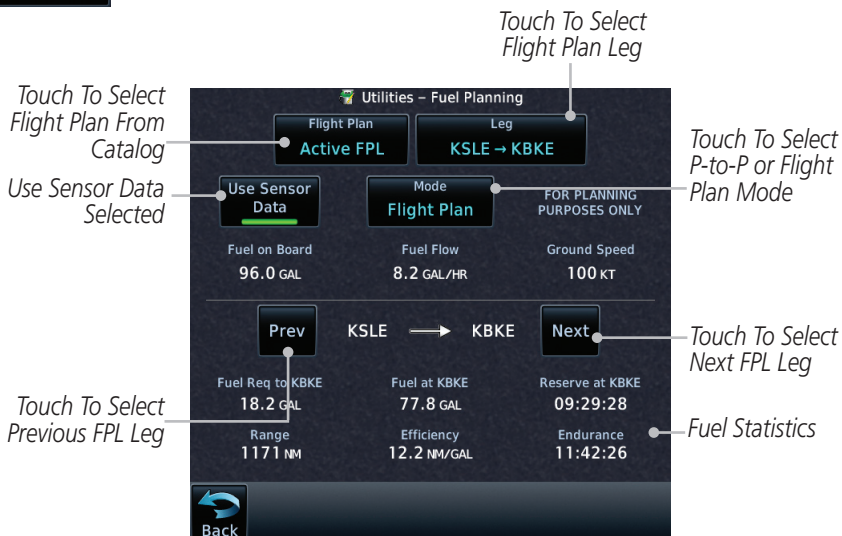 Touch To Select
Flight Plan Leg
Touch To Select
Flight Plan From
Catalog
Use Sensor Data
Selected
Utilities – Fuel Planning
Flight Plan
Active FPL
Leg
KSLE → KBKE
Use Sensor
Data
Mode
Flight Plan
FOR PLANNING
PURPOSES ONLY
Touch To Select
P-to-P or Flight
Plan Mode
Fuel on Board
96.0 GAL
Fuel Flow
8.2 GAL/HR
Ground Speed
100 KT
Prev
KSLE → KBKE
Next
Touch To Select
Next FPL Leg
Touch To Select
Previous FPL Leg
Fuel Req to KBKE
18.2 GAL
Fuel at KBKE
77.8 GAL
Reserve at KBKE
09:29:28
Range
1171 NM
Efficiency
12.2 NM/GAL
Endurance
11:42:26
Fuel Statistics
Back